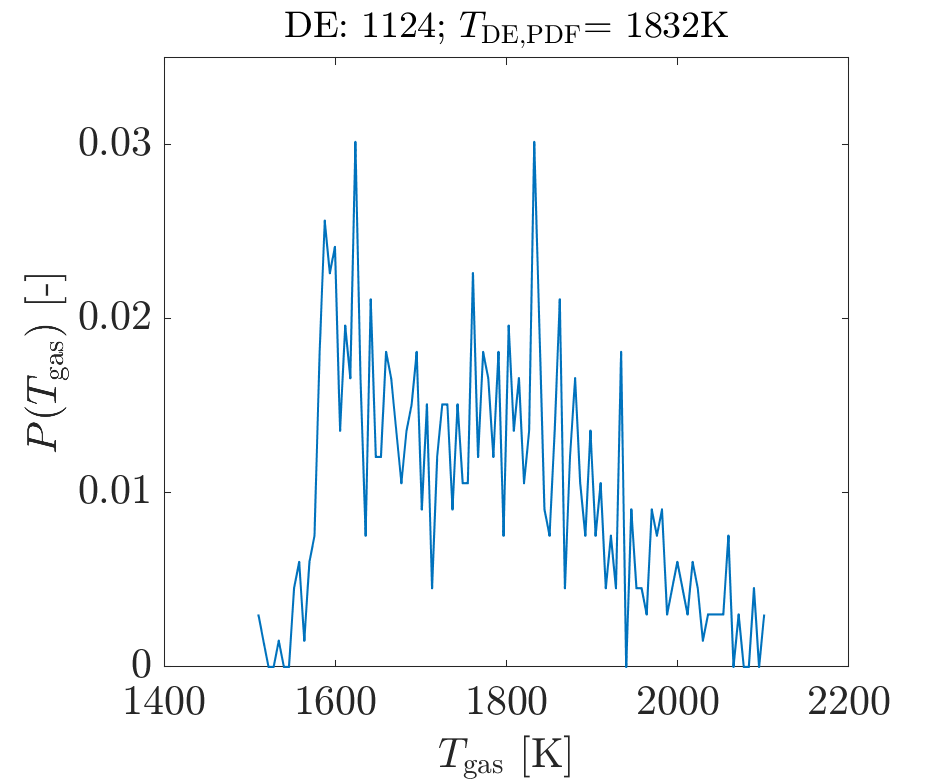 DE: 1124; T_DE,PDF= 1832K
0.03
0.02
0.01
0
P(T_gas) [-]
1400 1600 1800 2000 2200
T_gas [K]